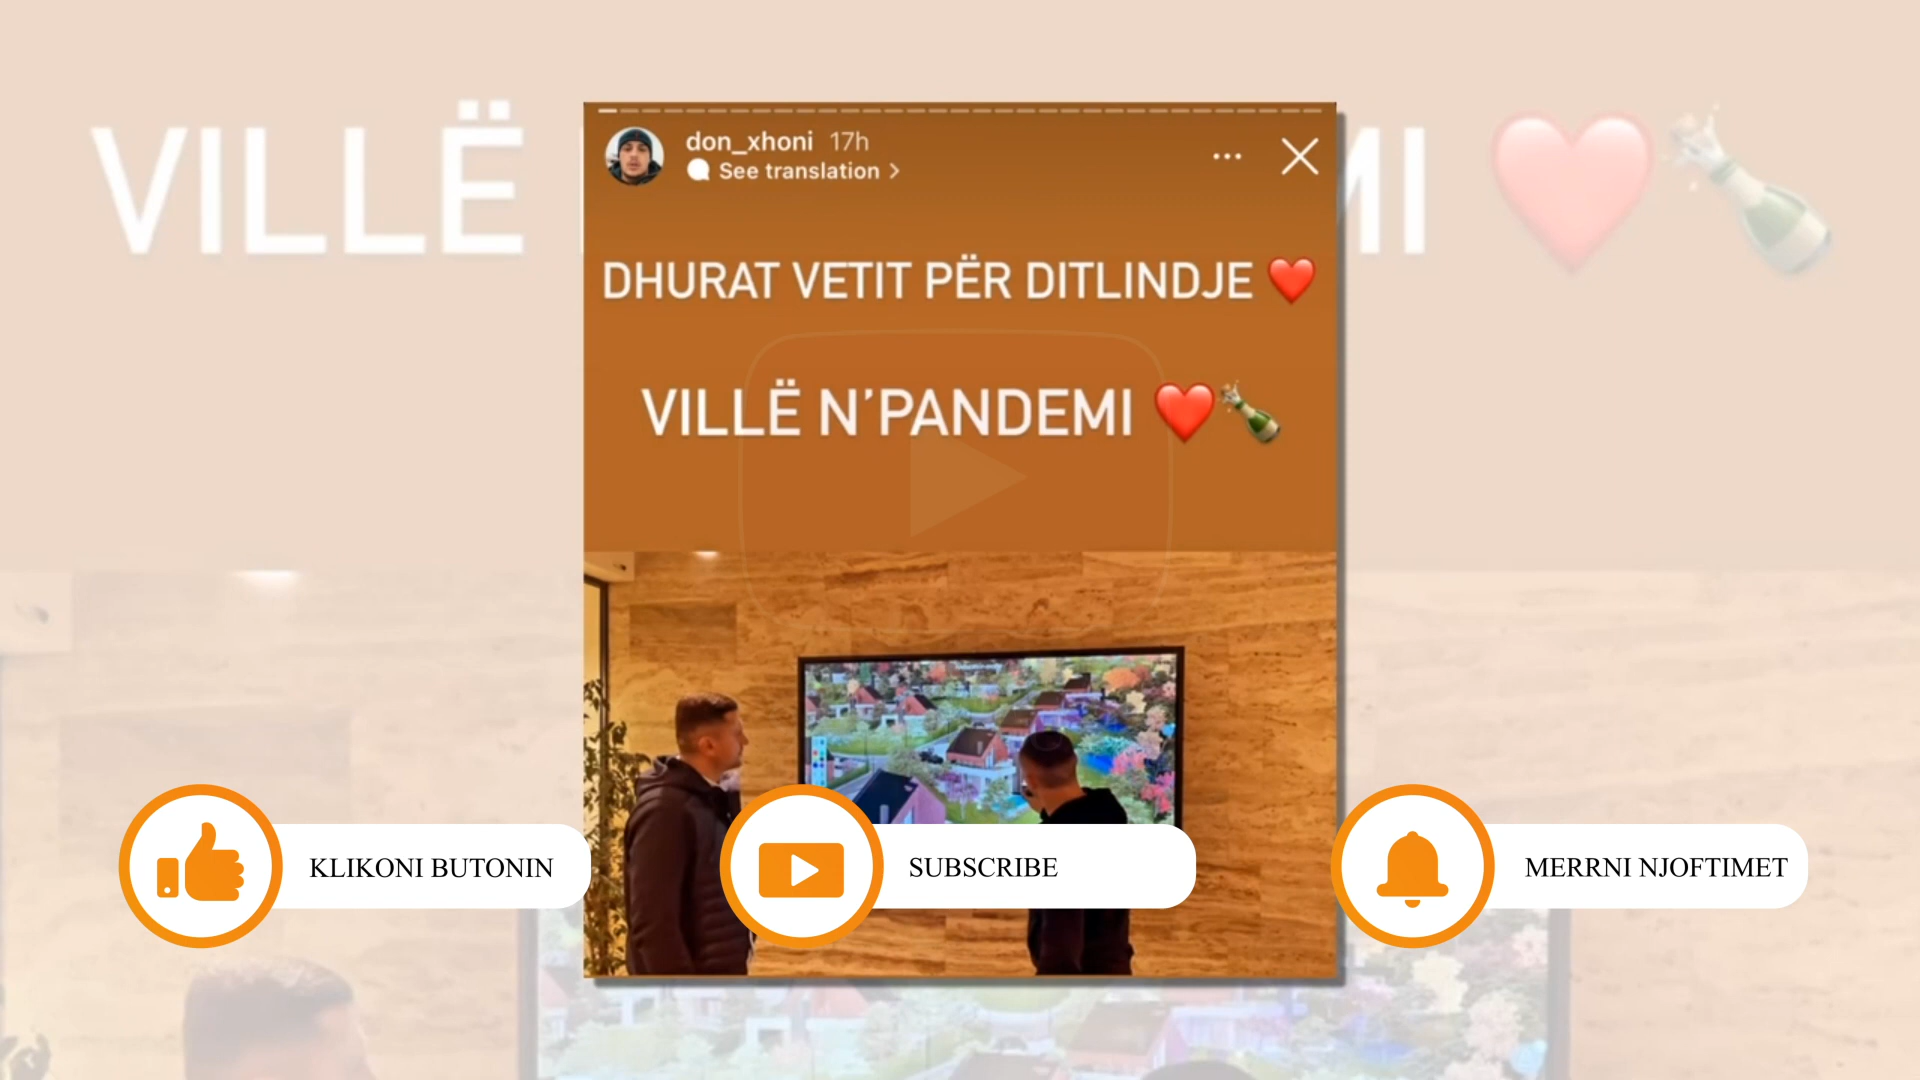 VILLË
MI
don_xhoni 17h
See translation
DHURAT VETIT PËR DITLINDJE ❤️
VILLË N'PANDEMI ❤️🍾
KLIKONI BUTONIN
SUBSCRIBE
MERRNI NJOFTIMET